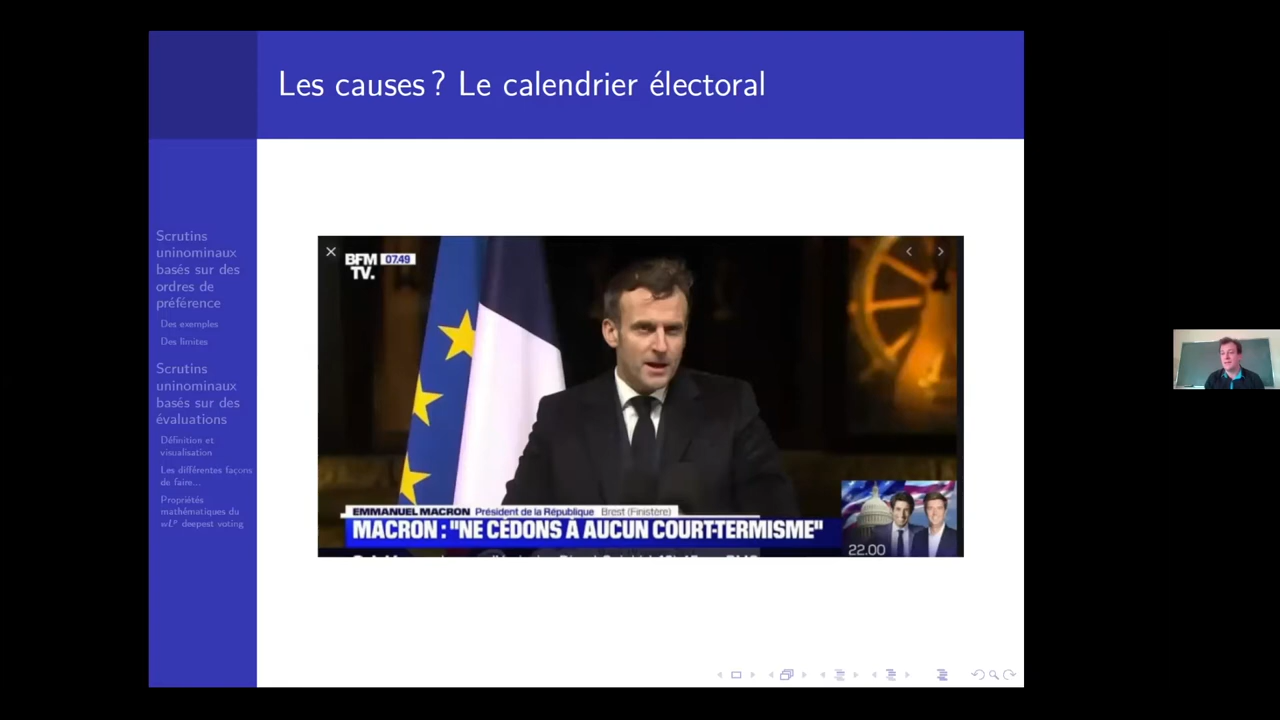 Les causes ? Le calendrier électoral
Scrutins
uninominaux
basés sur des
ordres de
préférence
Des exemples
Des limites
Scrutins
uninominaux
basés sur des
évaluations
Définition et
visualisation
Les différentes façons
de faire...
Propriétés
mathématiques du
wLᵖ deepest voting
BFM
TV.
07.49
EMMANUEL MACRON Président de la République Brest (Finistère)
MACRON : "NE CÉDONS À AUCUN COURT-TERMISME"
22.00